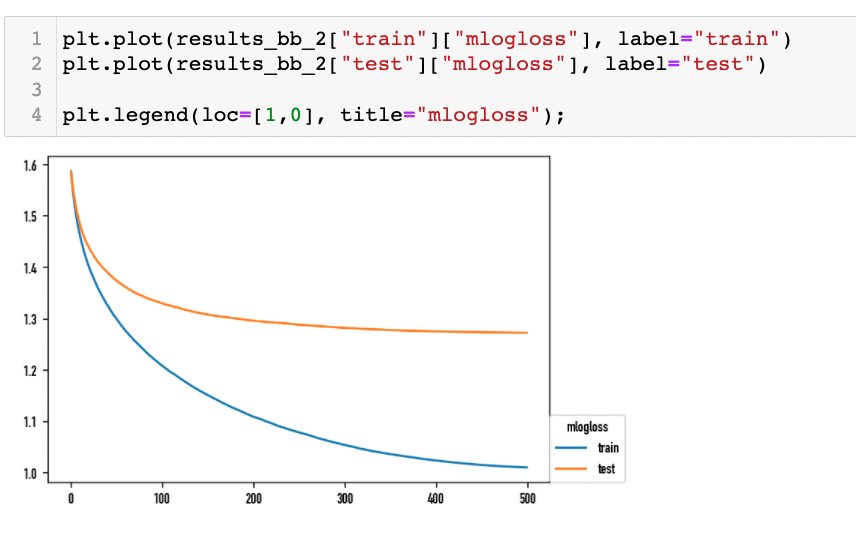 1 plt.plot(results_bb_2["train"]["mlogloss"], label="train")
2 plt.plot(results_bb_2["test"]["mlogloss"], label="test")
3
4 plt.legend(loc=[1,0], title="mlogloss");
1.6
1.5
1.4
1.3
1.2
1.1
1.0
mlogloss
train
test
0 100 200 300 400 500